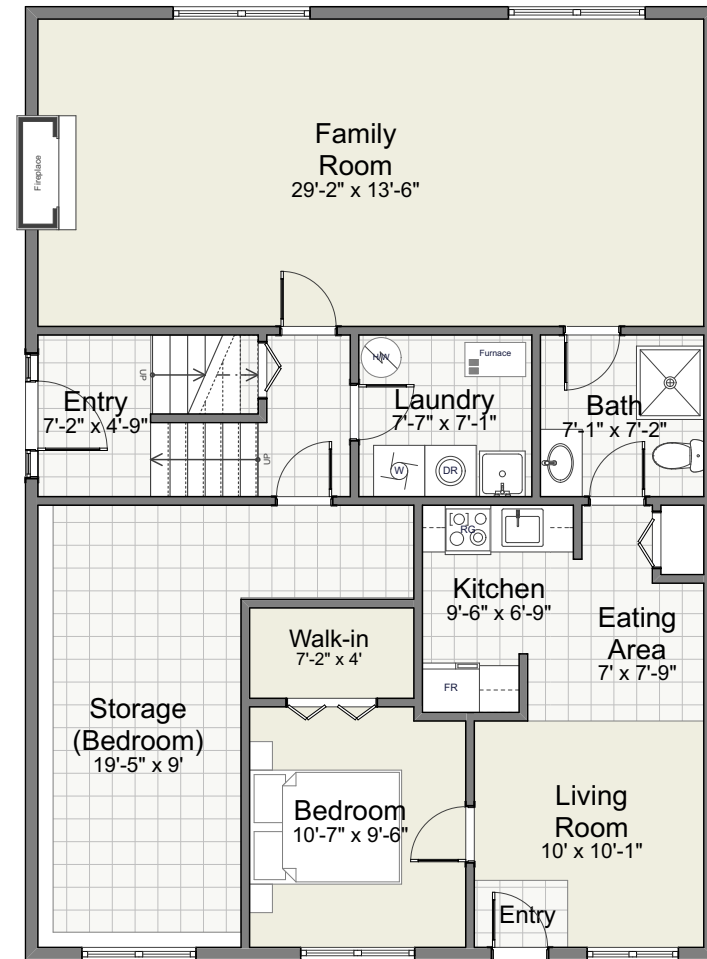 Family
Room
29'-2" x 13'-6"
Fireplace
Entry
7'-2" x 4'-9"
UP
UP
H/W
Furnace
Laundry
7'-7" x 7'-1"
W
DR
Bath
7'-1" x 7'-2"
RG
Kitchen
9'-6" x 6'-9"
FR
Eating
Area
7' x 7'-9"
Walk-in
7'-2" x 4'
Storage
(Bedroom)
19'-5" x 9'
Bedroom
10'-7" x 9'-6"
Living
Room
10' x 10'-1"
Entry